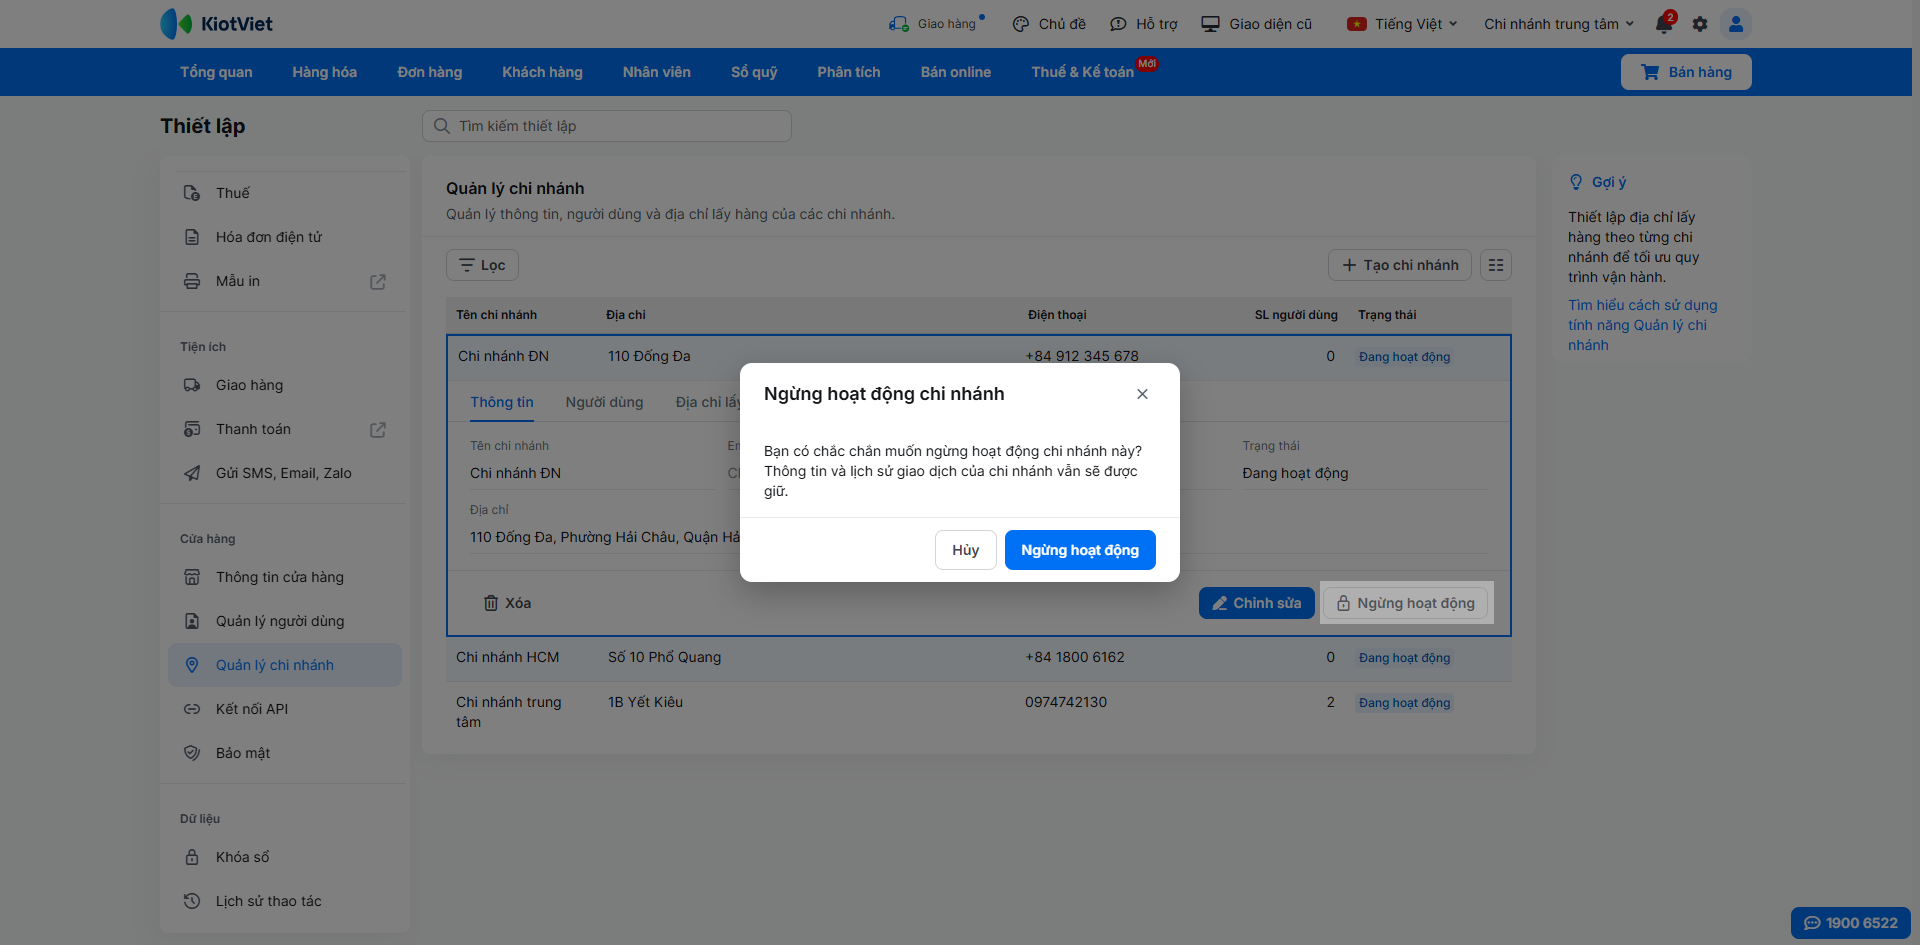 KiotViet
Giao hàng
Chủ đề
Hỗ trợ
Giao diện cũ
Tiếng Việt
Chi nhánh trung tâm
2
Tổng quan
Hàng hóa
Đơn hàng
Khách hàng
Nhân viên
Sổ quỹ
Phân tích
Bán online
Thuế & Kế toán
Mới
Bán hàng
Thiết lập
Tìm kiếm thiết lập
Thuế
Hóa đơn điện tử
Mẫu in
Tiện ích
Giao hàng
Thanh toán
Gửi SMS, Email, Zalo
Cửa hàng
Thông tin cửa hàng
Quản lý người dùng
Quản lý chi nhánh
Kết nối API
Bảo mật
Dữ liệu
Khóa sổ
Lịch sử thao tác
Quản lý chi nhánh
Quản lý thông tin, người dùng và địa chỉ lấy hàng của các chi nhánh.
Lọc
Tạo chi nhánh
Tên chi nhánh Địa chỉ Điện thoại SL người dùng Trạng thái
Chi nhánh ĐN 110 Đống Đa +84 912 345 678 0 Đang hoạt động
Thông tin
Người dùng
Địa chỉ lấy
Tên chi nhánh
Chi nhánh ĐN
Trạng thái
Đang hoạt động
Địa chỉ
110 Đống Đa, Phường Hải Châu, Quận Hả
Xóa
Chỉnh sửa
Ngừng hoạt động
Chi nhánh HCM Số 10 Phổ Quang +84 1800 6162 0 Đang hoạt động
Chi nhánh trung 1B Yết Kiêu 0974742130 2 Đang hoạt động
tâm
Ngừng hoạt động chi nhánh
Bạn có chắc chắn muốn ngừng hoạt động chi nhánh này?
Thông tin và lịch sử giao dịch của chi nhánh vẫn sẽ được
giữ.
Hủy
Ngừng hoạt động
Gợi ý
Thiết lập địa chỉ lấy
hàng theo từng chi
nhánh để tối ưu quy
trình vận hành.
Tìm hiểu cách sử dụng
tính năng Quản lý chi
nhánh
1900 6522